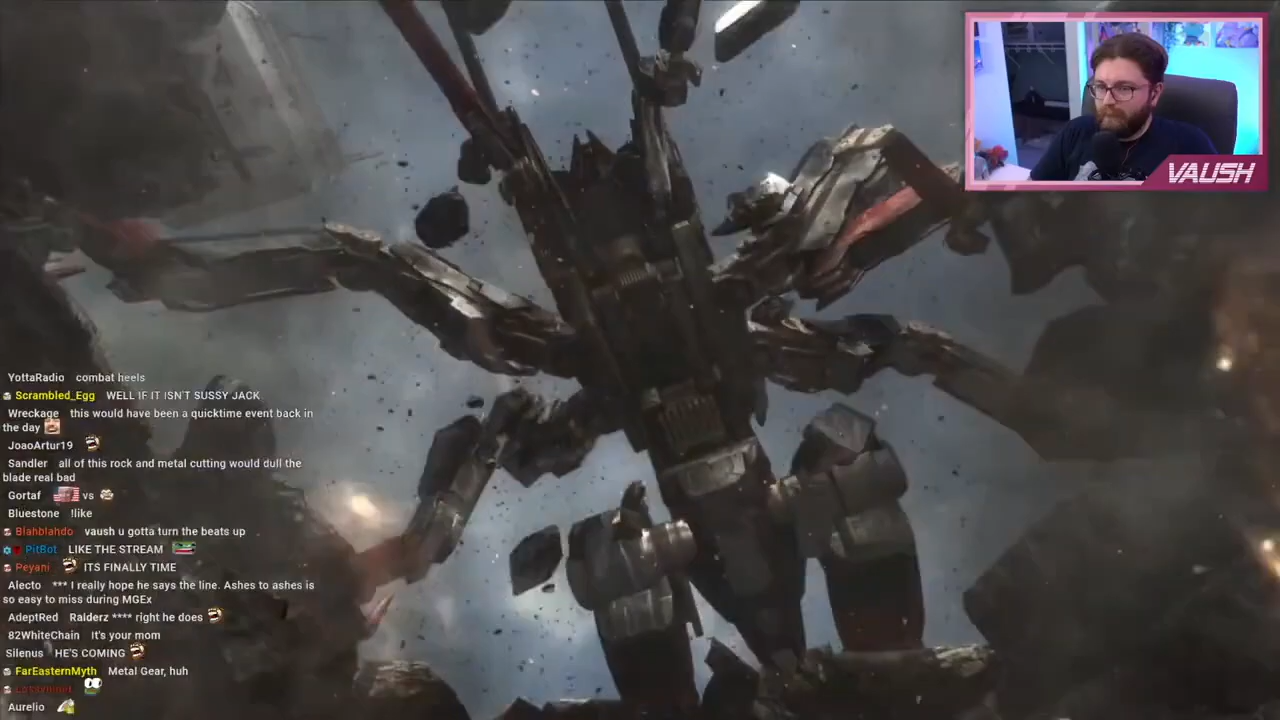 VAUSH
YottaRadio combat heels
Scrambled_Egg WELL IF IT ISN'T SUSSY JACK
Wreckage this would have been a quicktime event back in
the day
JoaoArtur19
Sandler all of this rock and metal cutting would dull the
blade real bad
Gortaf vs
Bluestone !like
Blahblahdo vaush u gotta turn the beats up
PitBot LIKE THE STREAM
Peyani ITS FINALLY TIME
Alecto *** I really hope he says the line. Ashes to ashes is
so easy to miss during MGEx
AdeptRed Ralderz **** right he does
82WhiteChain It's your mom
Silenus HE'S COMING
FarEasternMyth Metal Gear, huh
Aurelio